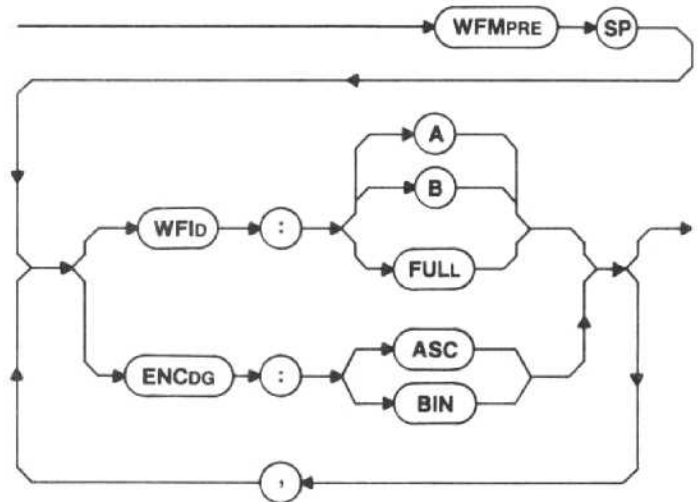 WFMPRE SP
A
B
WFID :
FULL
ASC
ENCDG :
BIN
,